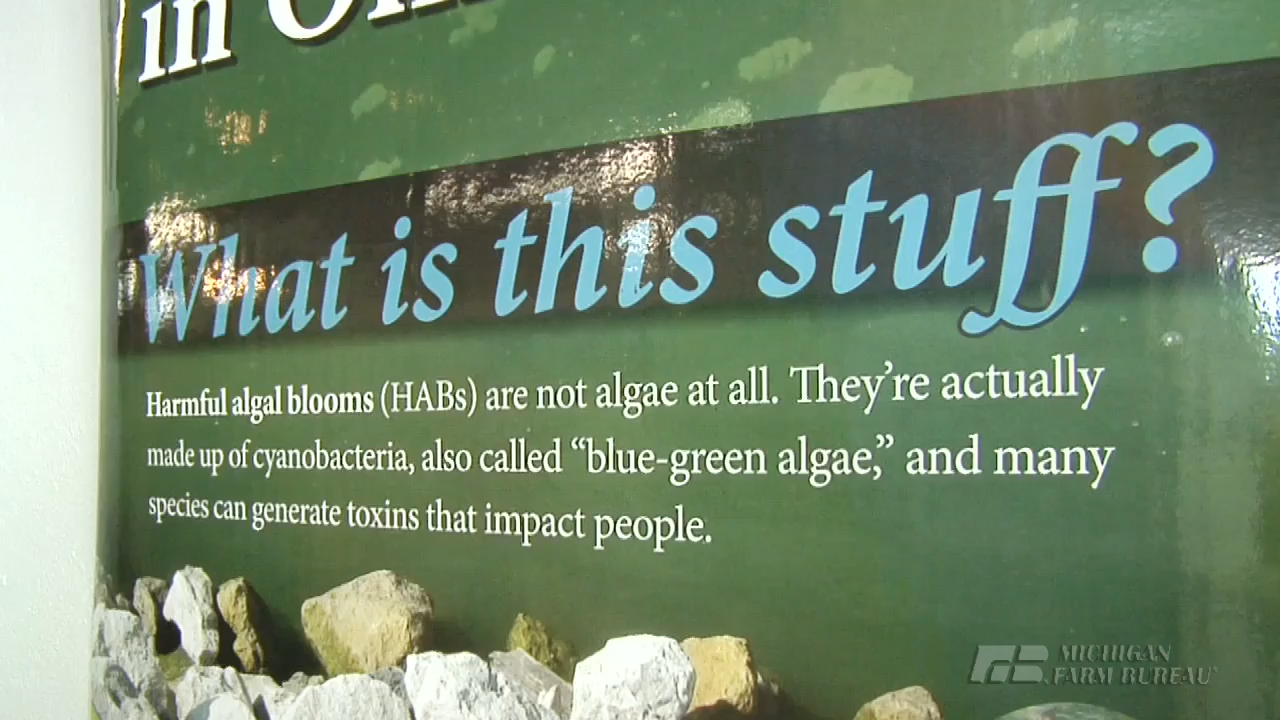 in
What is this stuff?
Harmful algal blooms (HABs) are not algae at all. They're actually
made up of cyanobacteria, also called “blue-green algae,” and many
species can generate toxins that impact people.
MICHIGAN
FARM BUREAU